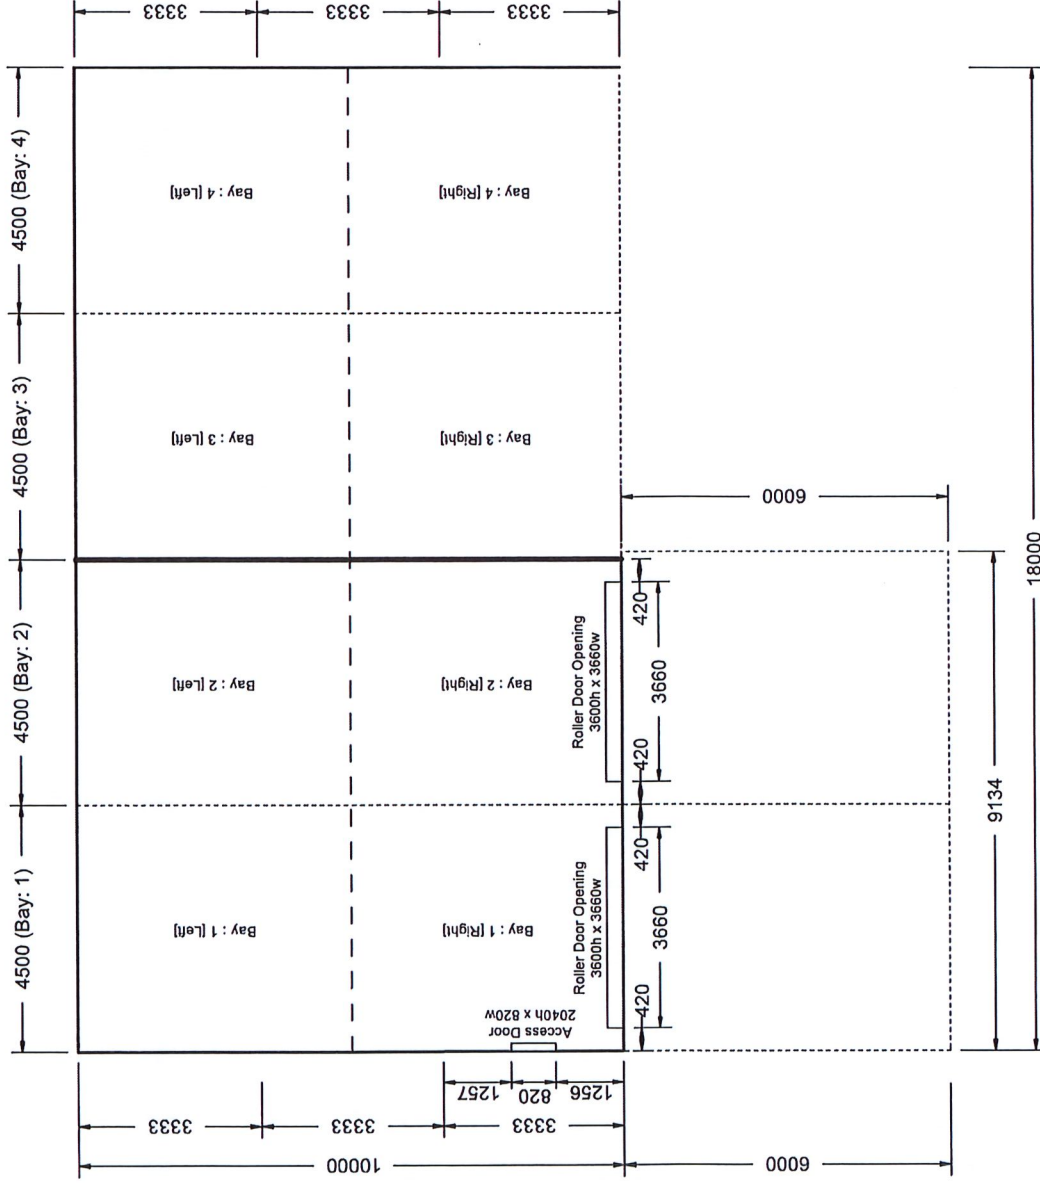 3333
3333
3333
4500 (Bay: 1)
4500 (Bay: 2)
4500 (Bay: 3)
4500 (Bay: 4)
Bay : 1 [Left]
Bay : 2 [Left]
Bay : 3 [Left]
Bay : 4 [Left]
Bay : 1 [Right]
Bay : 2 [Right]
Bay : 3 [Right]
Bay : 4 [Right]
Access Door
2040h x 820w
Roller Door Opening
3600h x 3660w
Roller Door Opening
3600h x 3660w
420
3660
420
420
3660
420
6000
9134
18000
1257
820
1256
3333
3333
3333
10000
6000